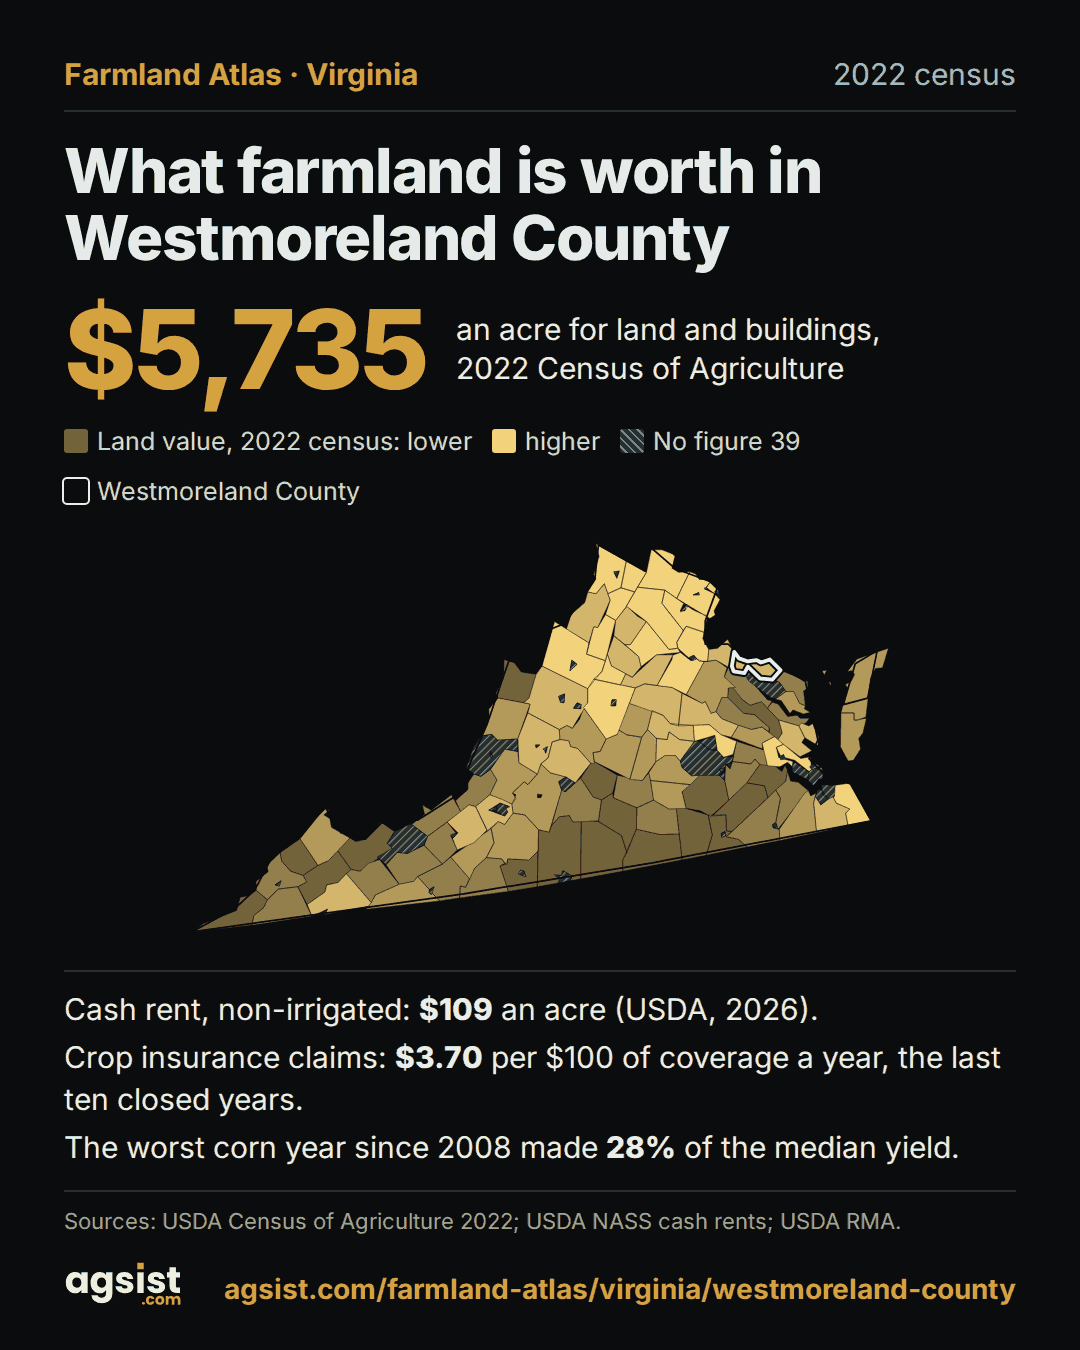 Farmland Atlas · Virginia
2022 census
What farmland is worth in
Westmoreland County
$5,735
an acre for land and buildings,
2022 Census of Agriculture
Land value, 2022 census: lower
higher
No figure 39
Westmoreland County
Cash rent, non-irrigated: $109 an acre (USDA, 2026).
Crop insurance claims: $3.70 per $100 of coverage a year, the last
ten closed years.
The worst corn year since 2008 made 28% of the median yield.
Sources: USDA Census of Agriculture 2022; USDA NASS cash rents; USDA RMA.
agsist
.com
agsist.com/farmland-atlas/virginia/westmoreland-county